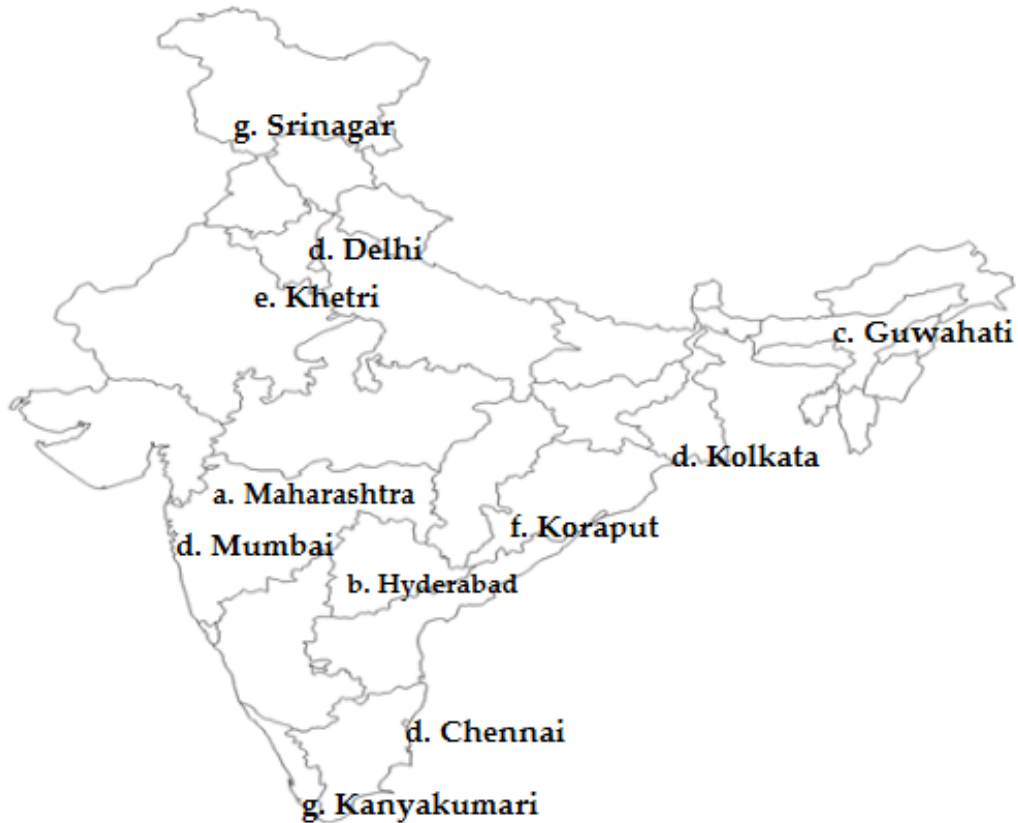 g. Srinagar
d. Delhi
e. Khetri
c. Guwahati
d. Kolkata
a. Maharashtra
f. Koraput
d. Mumbai
b. Hyderabad
d. Chennai
g. Kanyakumari